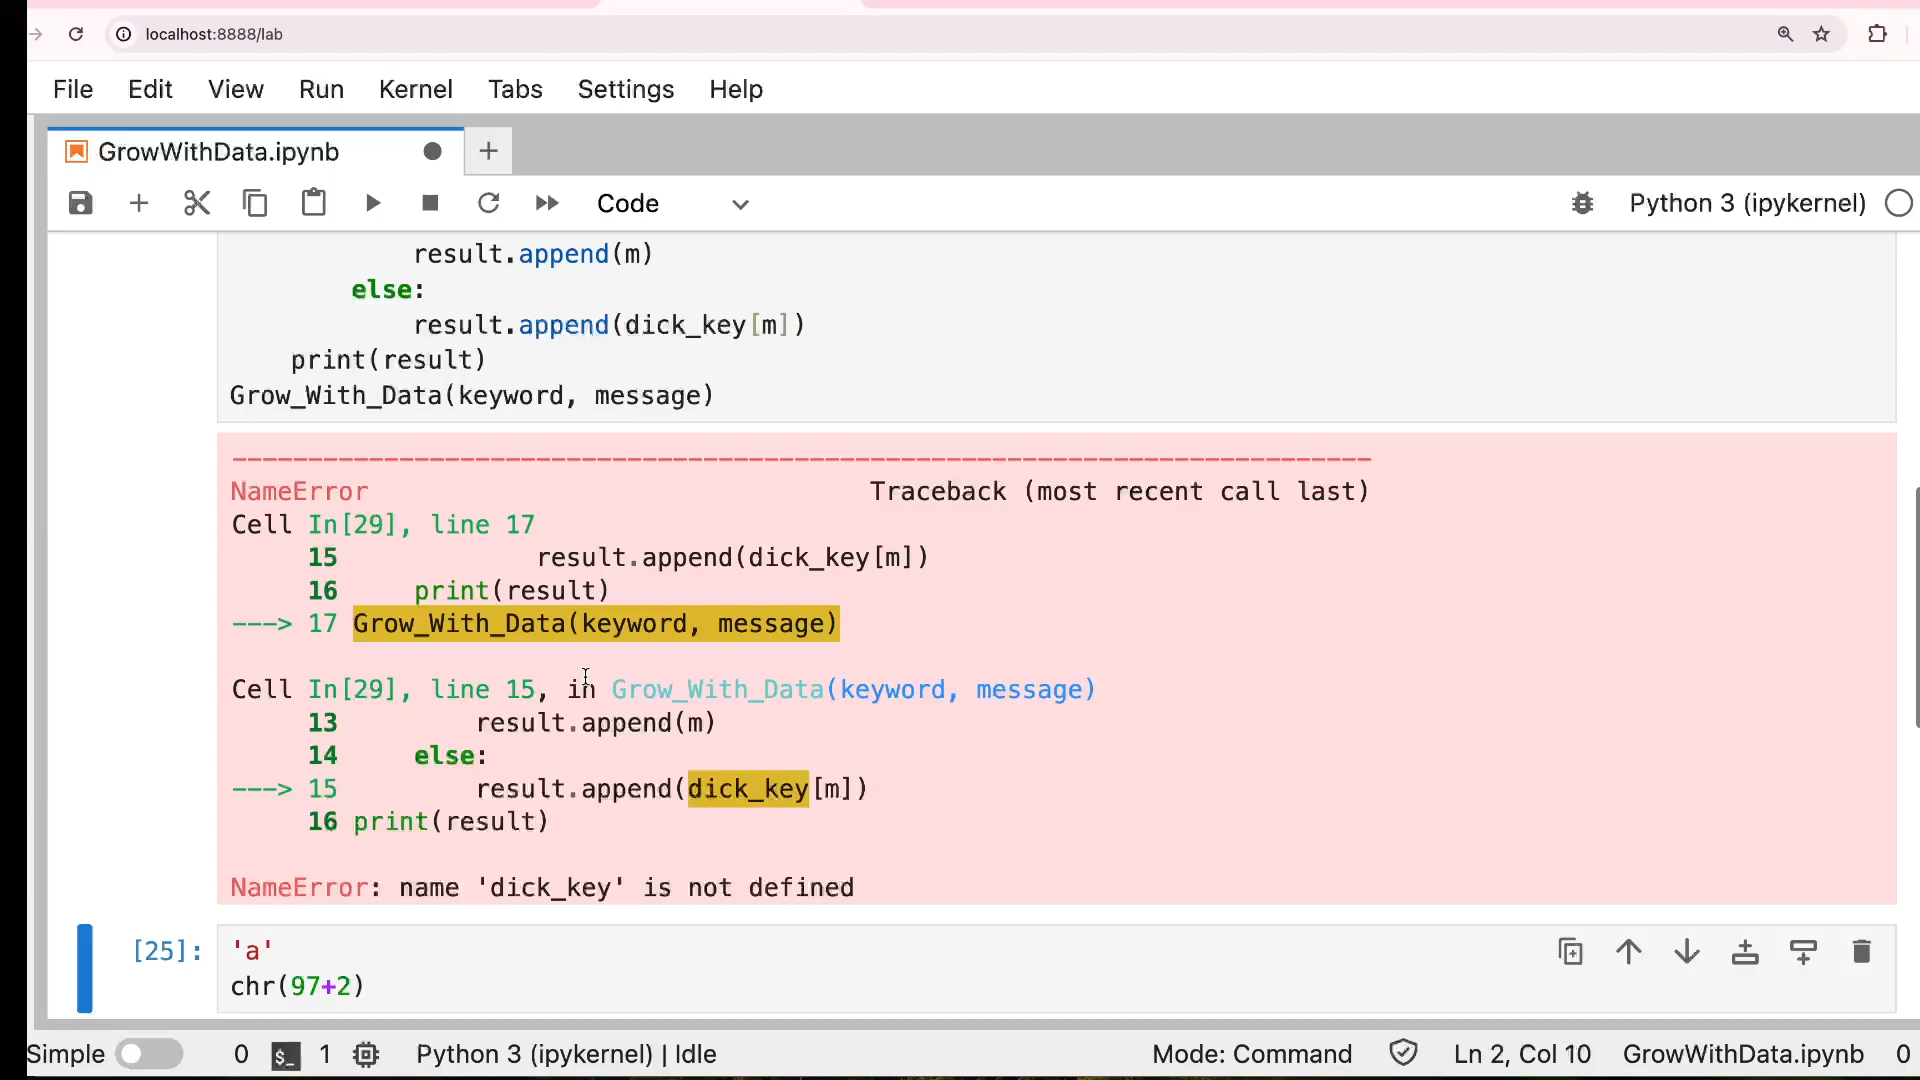 localhost:8888/lab
File Edit View Run Kernel Tabs Settings Help
GrowWithData.ipynb
Code Python 3 (ipykernel)
result.append(m)
else:
result.append(dick_key[m])
print(result)
Grow_With_Data(keyword, message)
---------------------------------------------------------------------------
NameError Traceback (most recent call last)
Cell In[29], line 17
15 result.append(dick_key[m])
16 print(result)
---> 17 Grow_With_Data(keyword, message)
Cell In[29], line 15, in Grow_With_Data(keyword, message)
13 result.append(m)
14 else:
---> 15 result.append(dick_key[m])
16 print(result)
NameError: name 'dick_key' is not defined
[25]: 'a'
chr(97+2)
Simple 0 $_ 1 Python 3 (ipykernel) | Idle Mode: Command Ln 2, Col 10 GrowWithData.ipynb 0